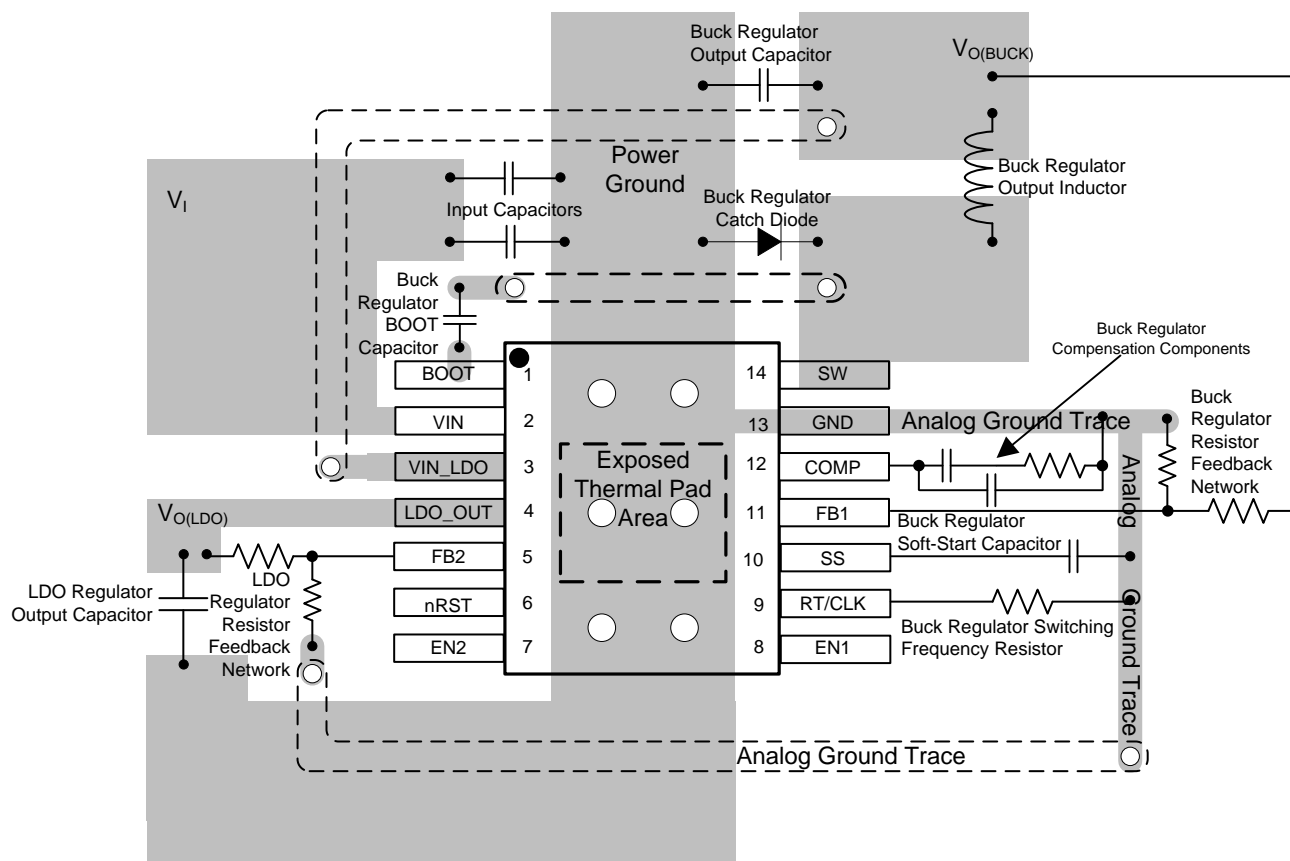 Buck Regulator
Output Capacitor
VO(BUCK)
Power
Ground
Buck Regulator
Output Inductor
VI
Input Capacitors
Buck Regulator
Catch Diode
Buck
Regulator
BOOT
Capacitor
Buck Regulator
Compensation Components
BOOT
1
14
SW
VIN
2
13
GND
Analog Ground Trace
Buck
Regulator
Resistor
Feedback
Network
VIN_LDO
3
12
COMP
Exposed
Thermal Pad
Area
VO(LDO)
LDO_OUT
4
11
FB1
Analog
Ground Trace
Buck Regulator
Soft-Start Capacitor
FB2
5
10
SS
LDO Regulator
Output Capacitor
LDO
Regulator
Resistor
Feedback
Network
nRST
6
9
RT/CLK
Buck Regulator Switching
Frequency Resistor
EN2
7
8
EN1
Analog Ground Trace